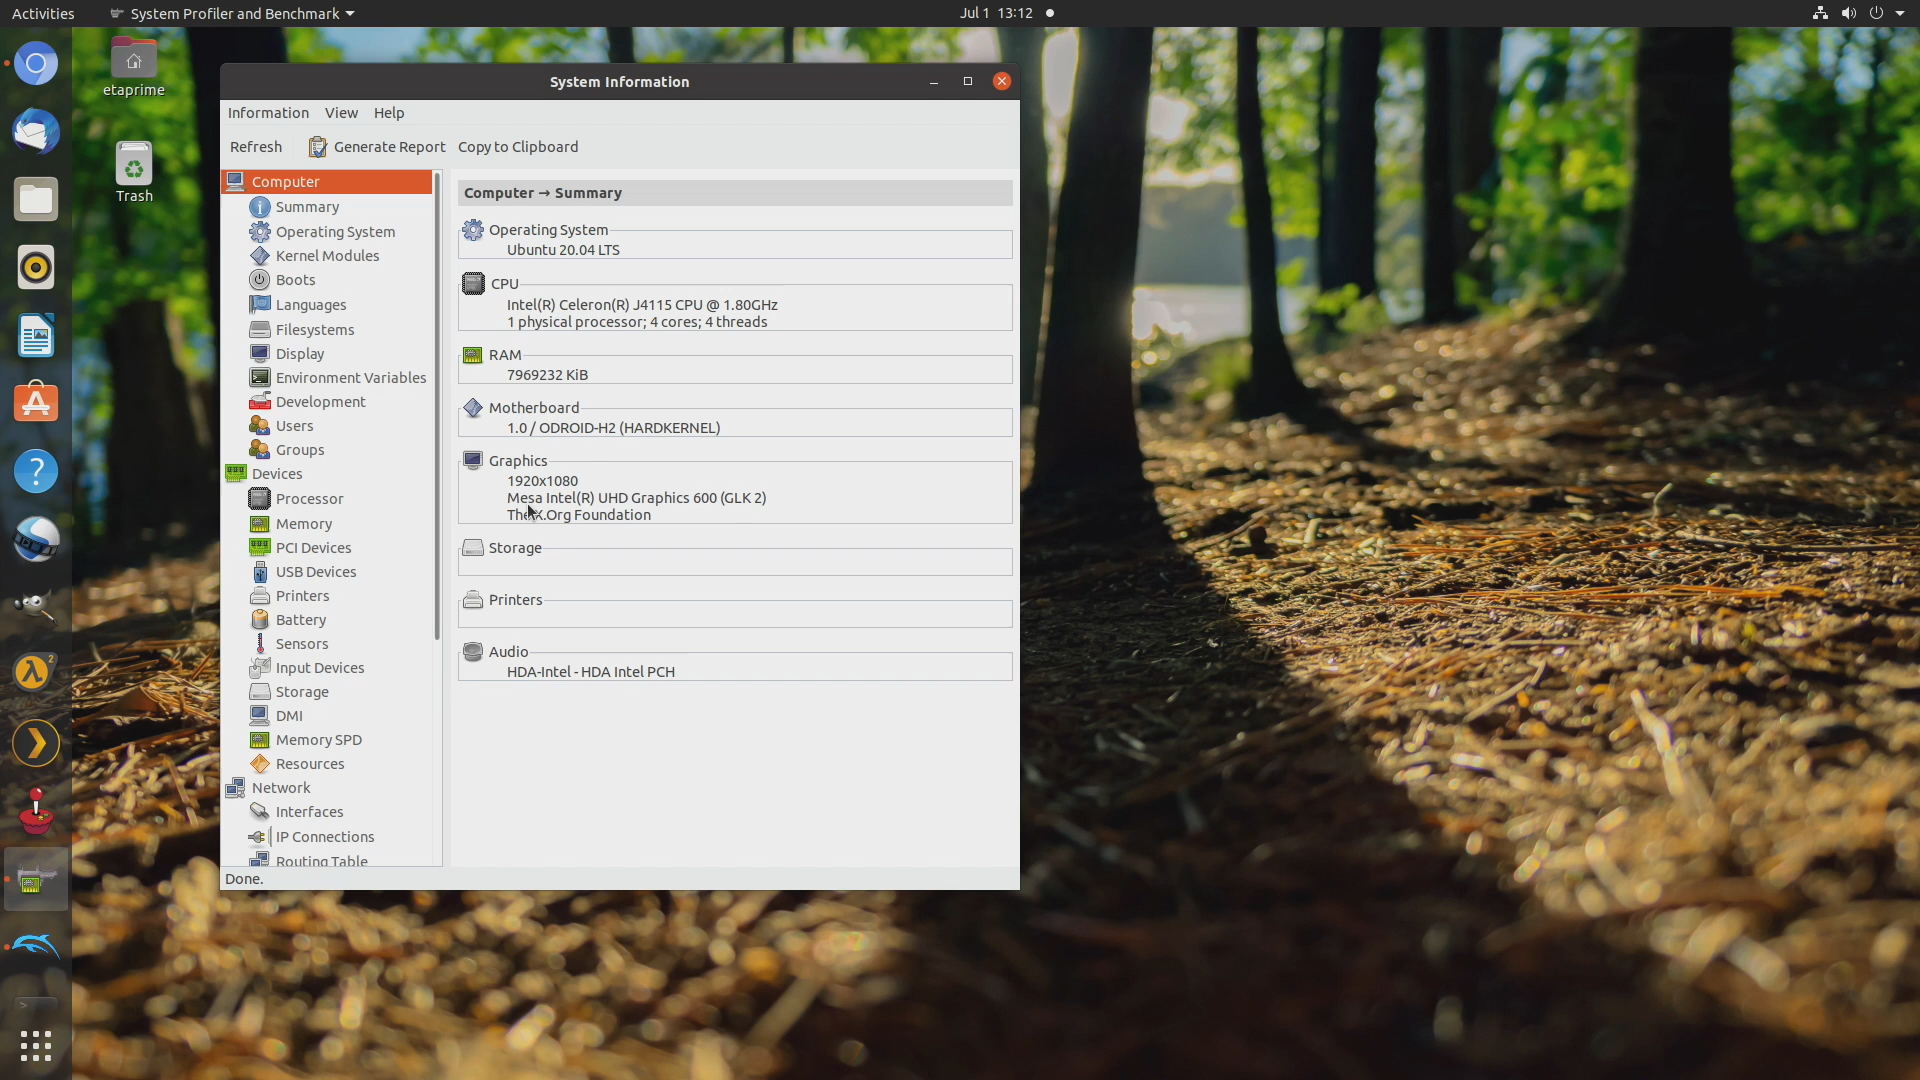 Activities
System Profiler and Benchmark
Jul 1 13:12
etaprime
Trash
System Information
Information View Help
Refresh Generate Report Copy to Clipboard
Computer
Summary
Operating System
Kernel Modules
Boots
Languages
Filesystems
Display
Environment Variables
Development
Users
Groups
Devices
Processor
Memory
PCI Devices
USB Devices
Printers
Battery
Sensors
Input Devices
Storage
DMI
Memory SPD
Resources
Network
Interfaces
IP Connections
Routing Table
Computer → Summary
Operating System
Ubuntu 20.04 LTS
CPU
Intel(R) Celeron(R) J4115 CPU @ 1.80GHz
1 physical processor; 4 cores; 4 threads
RAM
7969232 KiB
Motherboard
1.0 / ODROID-H2 (HARDKERNEL)
Graphics
1920x1080
Mesa Intel(R) UHD Graphics 600 (GLK 2)
The X.Org Foundation
Storage
Printers
Audio
HDA-Intel - HDA Intel PCH
Done.